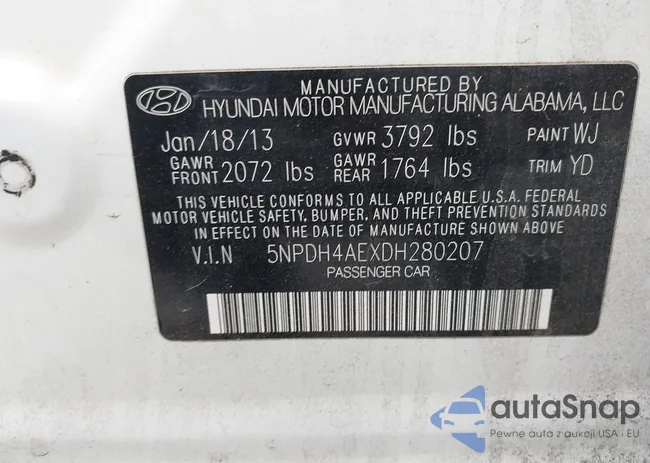 MANUFACTURED BY
HYUNDAI MOTOR MANUFACTURING ALABAMA, LLC
Jan/18/13 GVWR 3792 lbs PAINT WJ
GAWR FRONT 2072 lbs GAWR REAR 1764 lbs TRIM YD
THIS VEHICLE CONFORMS TO ALL APPLICABLE U.S.A. FEDERAL
MOTOR VEHICLE SAFETY, BUMPER, AND THEFT PREVENTION STANDARDS
IN EFFECT ON THE DATE OF MANUFACTURE SHOWN ABOVE
V.I.N 5NPDH4AEXDH280207
PASSENGER CAR
autaSnap
Pewne auta z aukcji USA i EU